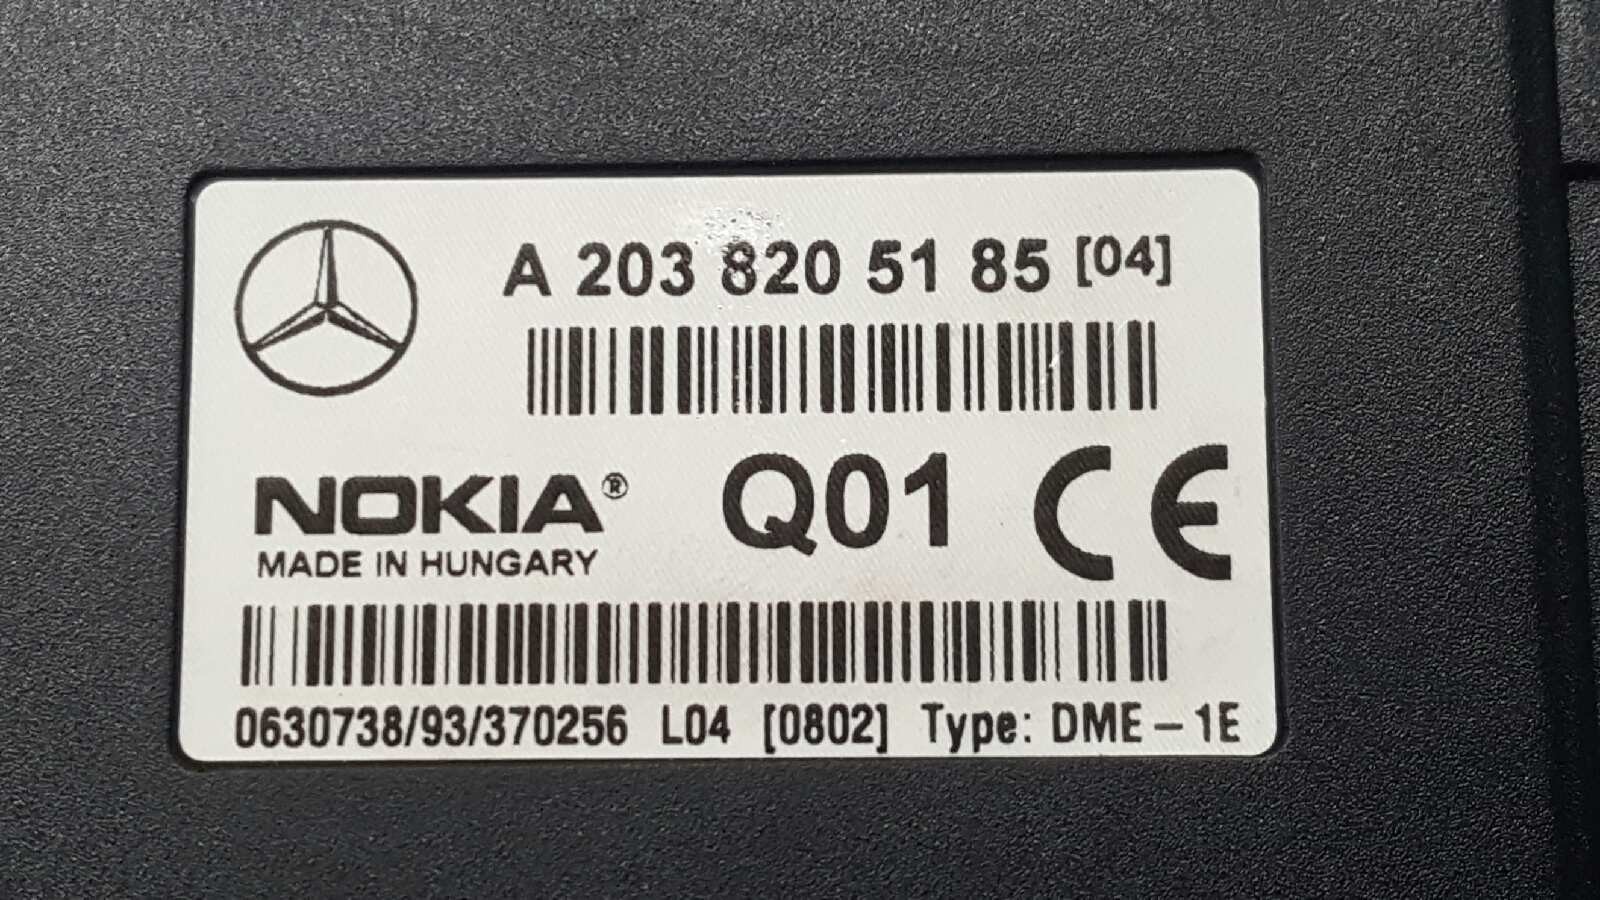 A 203 820 51 85 [04]
NOKIA® Q01 CE
MADE IN HUNGARY
0630738/93/370256 L04 [0802] Type: DME-1E